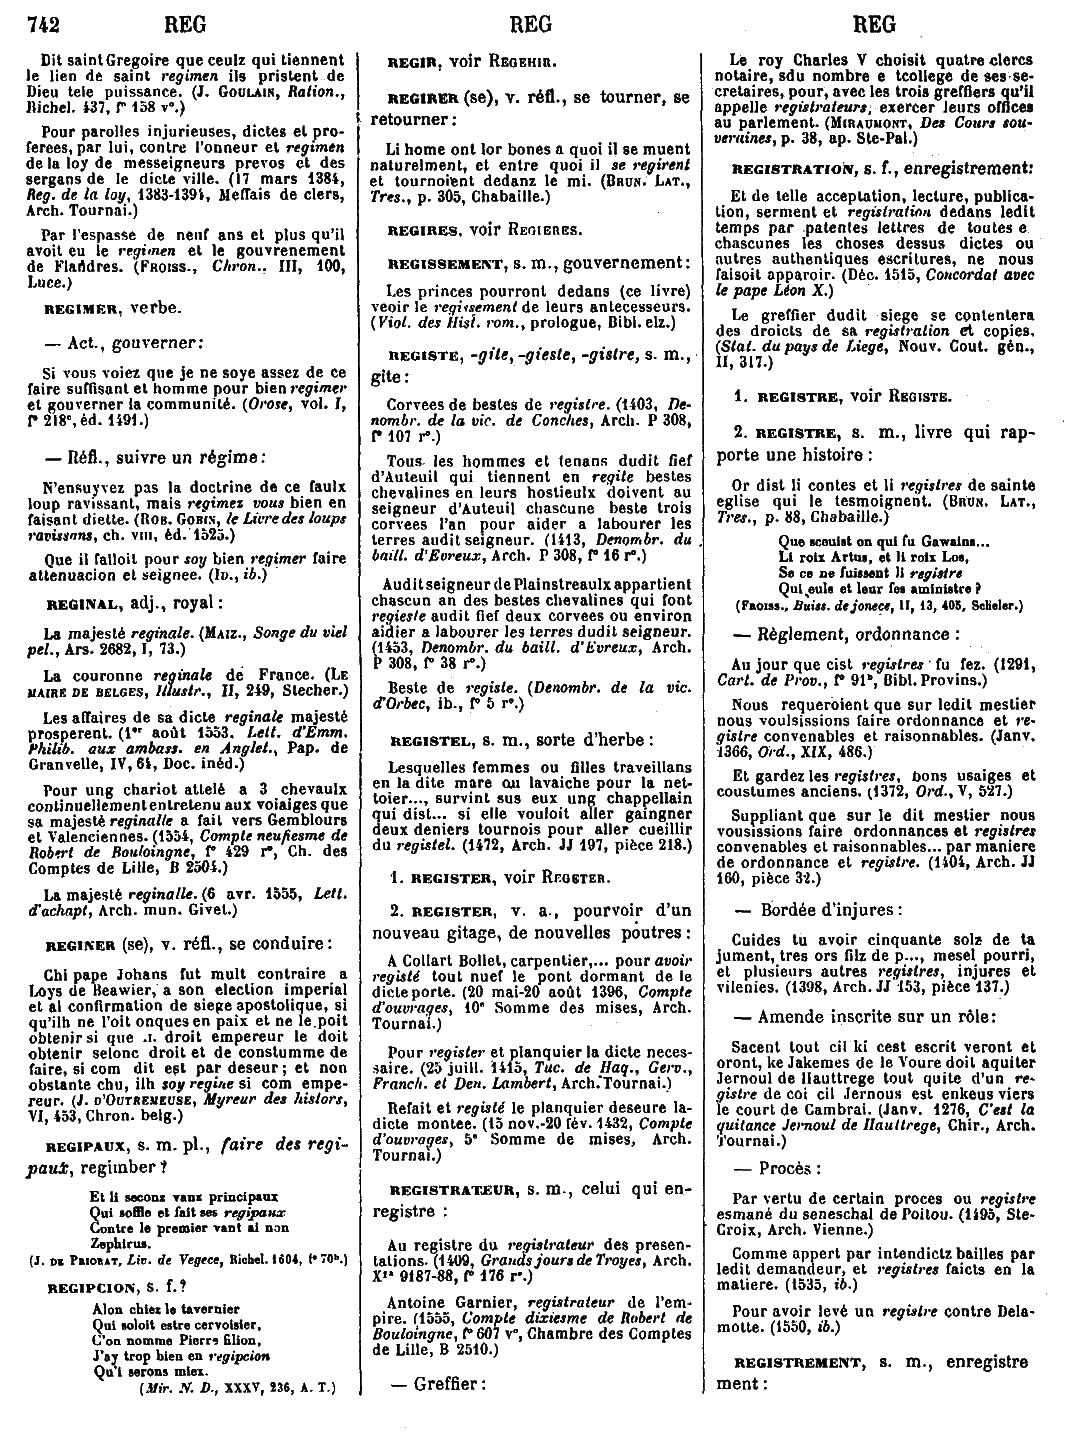 742 REG REG REG
Dit saint Gregoire que ceulz qui tiennent
le lien de saint regimen ils pristent de
Dieu tele puissance. (J. GOULAIN, Ration.,
Richel. 437, f° 158 v°.)
Pour parolles injurieuses, dictes et pro-
ferees, par lui, contre l'onneur et regimen
de la loy de messeigneurs prevos et des
sergans de le dicte ville. (17 mars 1384,
Reg. de la loy, 1383-1394, Meffais de clers,
Arch. Tournai.)
Par l'espasse de neuf ans et plus qu'il
avoit eu le regimen et le gouvrenement
de Flandres. (FROISS., Chron., III, 100,
Luce.)
REGIMER, verbe.
— Act., gouverner:
Si vous voiez que je ne soye assez de ce
faire suffisant et homme pour bien regimer
et gouverner la communité. (Orose, vol. I,
f° 218ᶜ, éd. 1491.)
— Réfl., suivre un régime:
N'ensuyvez pas la doctrine de ce faulx
loup ravissant, mais regimez vous bien en
faisant diette. (ROB. GOBIN, le Livre des loups
ravissans, ch. VIII, éd. 1525.)
Que il falloit pour soy bien regimer faire
attenuacion et seignee. (ID., ib.)
REGINAL, adj., royal:
La majesté reginale. (MAIZ., Songe du viel
pel., Ars. 2682, I, 73.)
La couronne reginale de France. (LE
MAIRE DE BELGES, Illustr., II, 249, Stecher.)
Les affaires de sa dicte reginale majesté
prosperent. (1ᵉʳ août 1553. Lett. d'Emm.
Philib. aux ambass. en Anglet., Pap. de
Granvelle, IV, 64, Doc. inéd.)
Pour ung chariot attelé a 3 chevaulx
continuellement entretenu aux voiaiges que
sa majesté reginalle a fait vers Gemblours
et Valenciennes. (1554, Compte neufiesme de
Robert de Bouloingne, f° 429 r°, Ch. des
Comptes de Lille, B 2504.)
La majesté reginalle. (6 avr. 1555, Lett.
d'achapt, Arch. mun. Givet.)
REGINER (se), v. réfl., se conduire:
Chi pape Johans fut mult contraire a
Loys de Beawier, a son election imperial
et al confirmation de siege apostolique, si
qu'ilh ne l'oit onques en paix et ne le poit
obtenir si que .I. droit empereur le doit
obtenir selonc droit et de constumme de
faire, si com dit est par deseur; et non
obstante chu, ilh soy regine si com empe-
reur. (J. D'OUTREMEUSE, Myreur des histors,
VI, 453, Chron. belg.)
REGIPAUX, s. m. pl., faire des regi-
paux, regimber?
Et li seconz vanz principaux
Qui soffle et fait ses regipaux
Contre le premier vant ai non
Zephirus.
(J. DE PRIORAT, Liv. de Vegece, Richel. 1604, f° 70ᵇ.)
REGIPCION, s. f.?
Alon chiez le tavernier
Qui soloit estre cervoisier,
C'on nomme Pierre Filion,
J'ay trop bien en regipcion
Qu'i serons miex.
(Mir. N. D., XXXV, 236, A. T.)
REGIR, voir REGEHIR.
REGIRER (se), v. réfl., se tourner, se
retourner:
Li home ont lor bones a quoi il se muent
naturelment, et entre quoi il se regirent
et tournoient dedanz le mi. (BRUN. LAT.,
Tres., p. 305, Chabaille.)
REGIRES, voir REGIERES.
REGISSEMENT, s. m., gouvernement:
Les princes pourront dedans (ce livre)
veoir le regissement de leurs antecesseurs.
(Viol. des Hist. rom., prologue, Bibl. elz.)
REGISTE, -gite, -gieste, -gistre, s. m.,
gite:
Corvees de bestes de registre. (1403, De-
nombr. de la vic. de Conches, Arch. P 308,
f° 107 r°.)
Tous les hommes et tenans dudit fief
d'Auteuil qui tiennent en regite bestes
chevalines en leurs hostieulx doivent au
seigneur d'Auteuil chascune beste trois
corvees l'an pour aider a labourer les
terres audit seigneur. (1413, Denombr. du
baill. d'Evreux, Arch. P 308, f° 16 r°.)
Audit seigneur de Plainstreaulx appartient
chascun an des bestes chevalines qui font
regieste audit fief deux corvees ou environ
aidier a labourer les terres dudit seigneur.
(1453, Denombr. du baill. d'Evreux, Arch.
P 308, f° 38 r°.)
Beste de registe. (Denombr. de la vic.
d'Orbec, ib., f° 5 r°.)
REGISTEL, s. m., sorte d'herbe:
Lesquelles femmes ou filles traveillans
en la dite mare ou lavaiche pour la net-
toier..., survint sus eux ung chappellain
qui dist... si elle vouloit aller gaingner
deux deniers tournois pour aller cueillir
du registel. (1472, Arch. JJ 197, pièce 218.)
1. REGISTER, voir REGETER.
2. REGISTER, v. a., pourvoir d'un
nouveau gitage, de nouvelles poutres:
A Collart Bollet, carpentier,... pour avoir
registé tout nuef le pont dormant de le
dicte porte. (20 mai-20 août 1396, Compte
d'ouvrages, 10ᵉ Somme des mises, Arch.
Tournai.)
Pour register et planquier la dicte neces-
saire. (25 juill. 1415, Tuc. de Haq., Gerv.,
Franch. et Den. Lambert, Arch. Tournai.)
Refait et registé le planquier deseure la-
dicte montee. (15 nov.-20 fév. 1432, Compte
d'ouvrages, 5ᵉ Somme de mises, Arch.
Tournai.)
REGISTRATEUR, s. m., celui qui en-
registre :
Au registre du registrateur des presen-
tations. (1409, Grands jours de Troyes, Arch.
X¹ᵃ 9187-88, f° 176 r°.)
Antoine Garnier, registrateur de l'em-
pire. (1555, Compte dixiesme de Robert de
Bouloingne, f° 607 v°, Chambre des Comptes
de Lille, B 2510.)
— Greffier:
Le roy Charles V choisit quatre clercs
notaire, sdu nombre e tcollege de ses se-
cretaires, pour, avec les trois greffiers qu'il
appelle registrateurs, exercer leurs offices
au parlement. (MIRAUMONT, Des Cours sou-
veraines, p. 38, ap. Ste-Pal.)
REGISTRATION, s. f., enregistrement:
Et de telle acceptation, lecture, publica-
tion, serment et registration dedans ledit
temps par patentes lettres de toutes e
chascunes les choses dessus dictes ou
autres authentiques escritures, ne nous
faisoit apparoir. (Déc. 1515, Concordat avec
le pape Léon X.)
Le greffier dudit siege se contentera
des droicts de sa registration et copies.
(Stat. du pays de Liege, Nouv. Cout. gén.,
II, 317.)
1. REGISTRE, voir REGISTE.
2. REGISTRE, s. m., livre qui rap-
porte une histoire :
Or dist li contes et li registres de sainte
eglise qui le tesmoignent. (BRUN. LAT.,
Tres., p. 88, Chabaille.)
Que sceuist on qui fu Gawains...
Li roix Artus, et li roix Los,
Se ce ne fuissent li registre
Qui euls et leur fes aministre?
(FROISS., Buiss. de jonece, II, 13, 405, Scheler.)
— Règlement, ordonnance :
Au jour que cist registres fu fez. (1291,
Cart. de Prov., f° 91ᵇ, Bibl. Provins.)
Nous requeroient que sur ledit mestier
nous voulsissions faire ordonnance et re-
gistre convenables et raisonnables. (Janv.
1366, Ord., XIX, 486.)
Et gardez les registres, bons usaiges et
coustumes anciens. (1372, Ord., V, 527.)
Suppliant que sur le dit mestier nous
vousissions faire ordonnances et registres
convenables et raisonnables... par maniere
de ordonnance et registre. (1404, Arch. JJ
160, pièce 32.)
— Bordée d'injures :
Cuides tu avoir cinquante solz de ta
jument, tres ors filz de p..., mesel pourri,
et plusieurs autres registres, injures et
vilenies. (1398, Arch. JJ 153, pièce 137.)
— Amende inscrite sur un rôle:
Sacent tout cil ki cest escrit veront et
oront, ke Jakemes de le Voure doit aquiter
Jernoul de Hauttrege tout quite d'un re-
gistre de coi cil Jernous est enkeus viers
le court de Cambrai. (Janv. 1276, C'est la
quitance Jernoul de Hauttrege, Chir., Arch.
Tournai.)
— Procès :
Par vertu de certain proces ou registre
esmané du seneschal de Poitou. (1495, Ste-
Croix, Arch. Vienne.)
Comme appert par intendictz bailles par
ledit demandeur, et registres faicts en la
matiere. (1535, ib.)
Pour avoir levé un registre contre Dela-
motte. (1550, ib.)
REGISTREMENT, s. m., enregistre
ment :